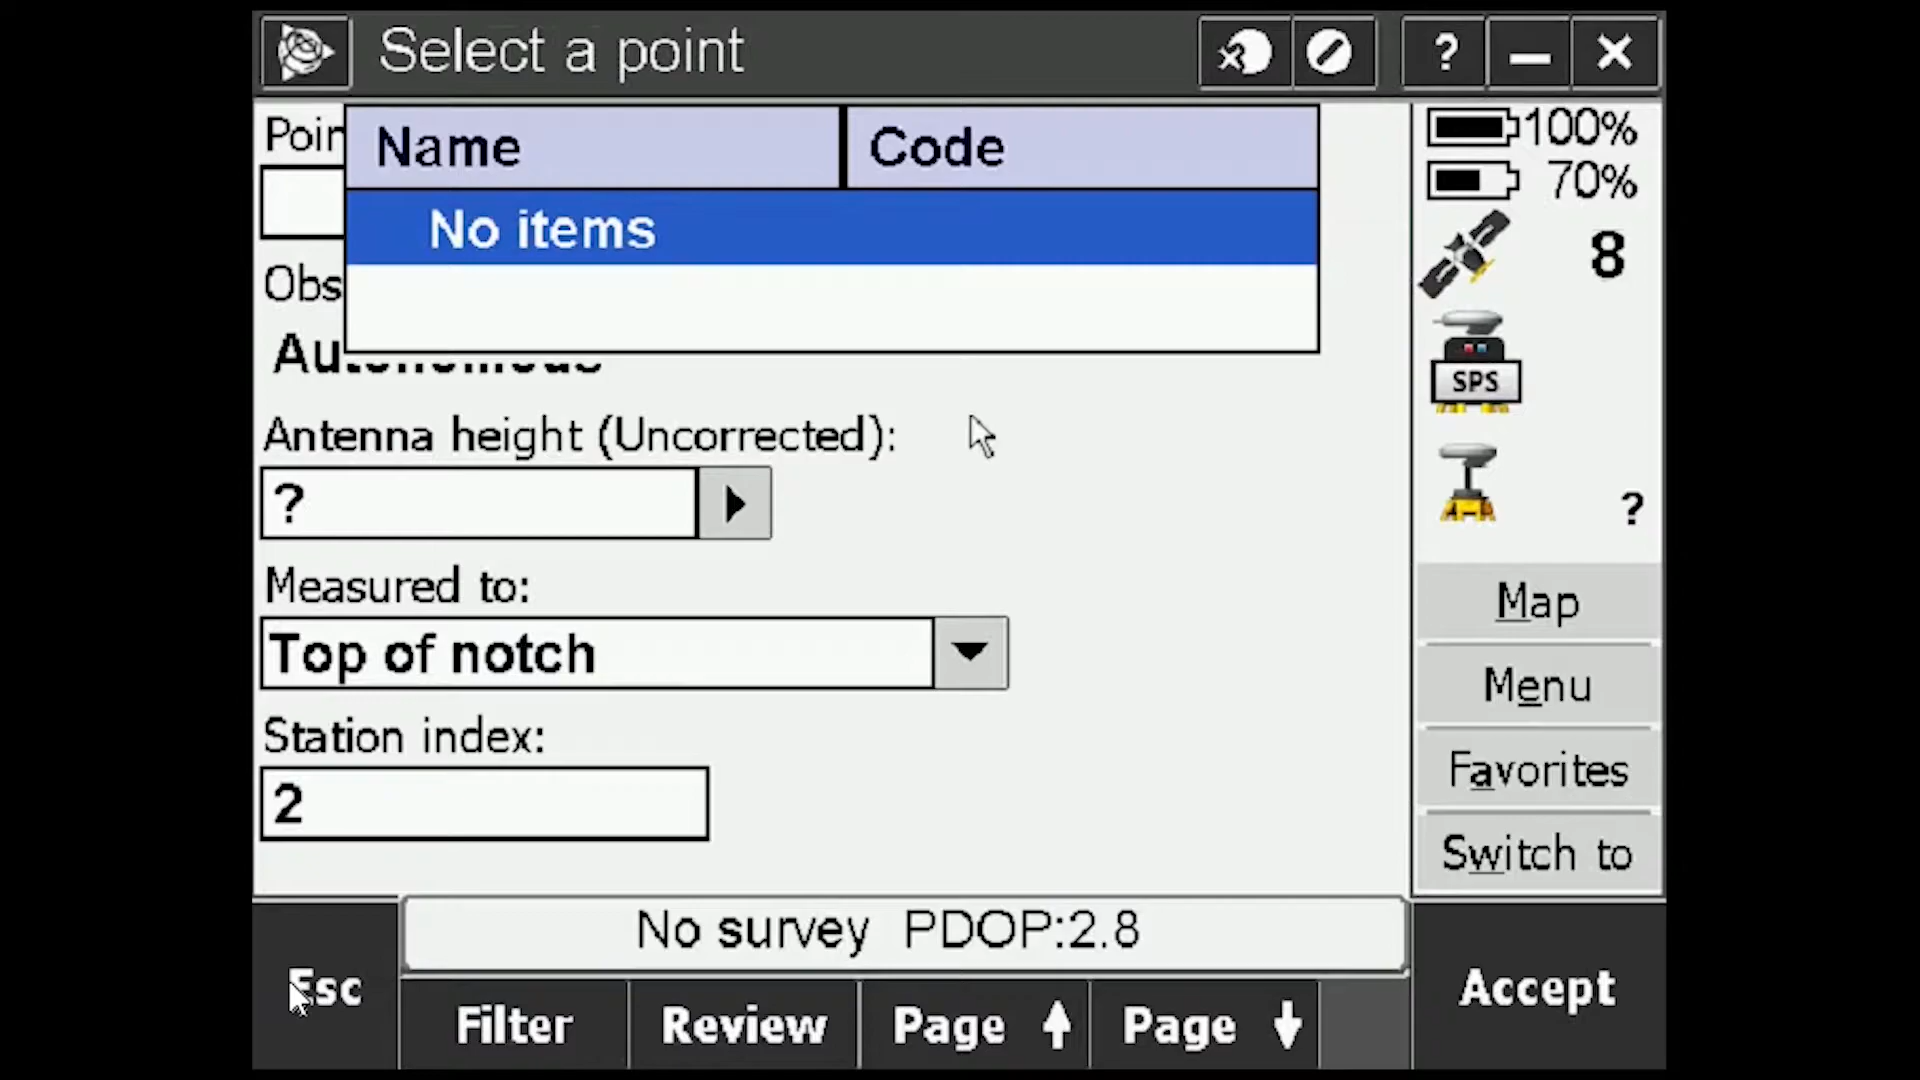 Select a point
?
Poin
Name Code
No items
Obs
Autonomous
Antenna height (Uncorrected):
?
Measured to:
Top of notch
Station index:
2
100%
70%
8
SPS
?
Map
Menu
Favorites
Switch to
No survey PDOP:2.8
Esc
Filter
Review
Page
Page
Accept